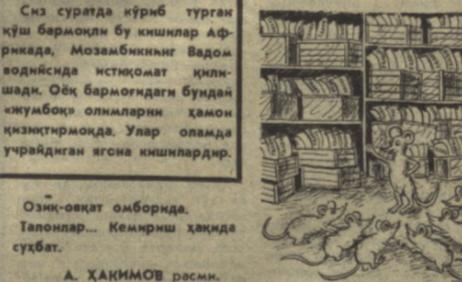 Сиз суратда кўриб турган
қўш бармоқли бу кишилар Аф-
рикада, Мозамбикнинг Вадом
водийсида истиқомат қили-
шади. Оёқ бармоғидаги бундай
«жумбоқ» олимларни ҳамон
қизиқтирмоқда. Улар оламда
учрайдиган ягона кишилардир.
Озиқ-овқат омборида.
Талонлар... Кемириш ҳақида
суҳбат.
А. ҲАКИМОВ расми.